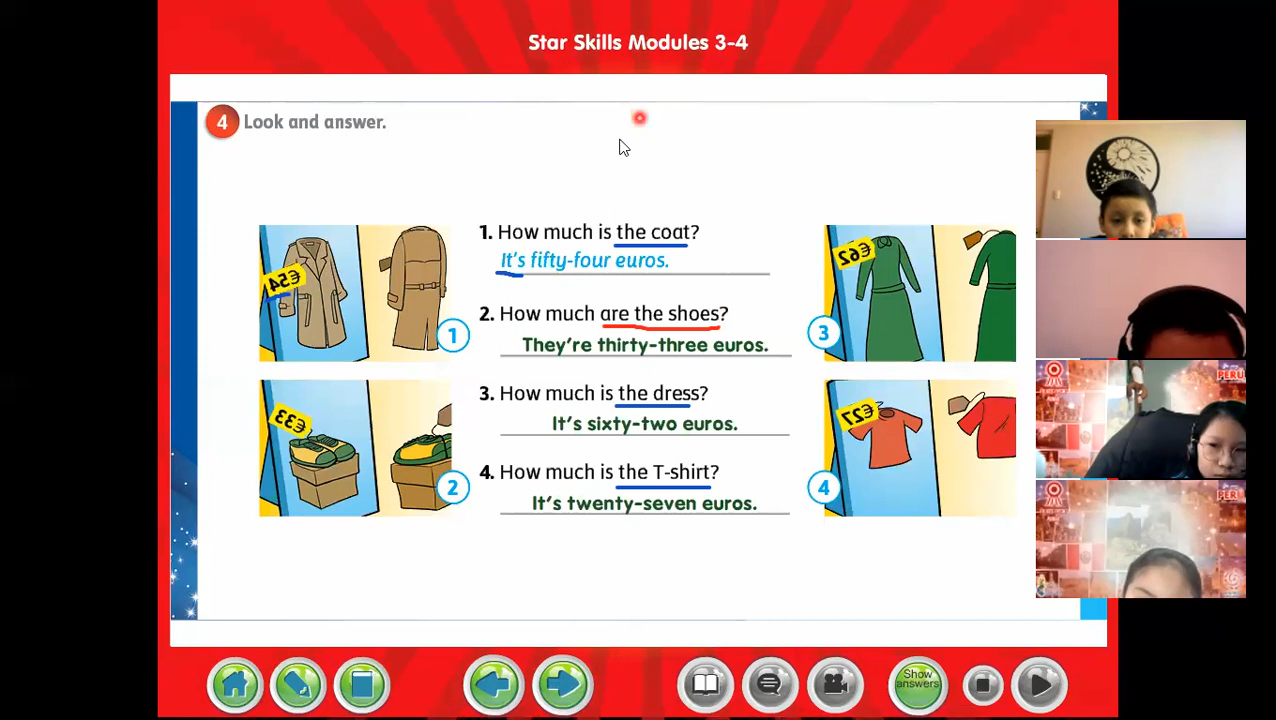 Star Skills Modules 3-4
4 Look and answer.
1. How much is the coat?
It's fifty-four euros.
2. How much are the shoes?
They're thirty-three euros.
3. How much is the dress?
It's sixty-two euros.
4. How much is the T-shirt?
It's twenty-seven euros.
€54
1
€33
2
€62
3
€27
4
PERU
PERU
Show
answers